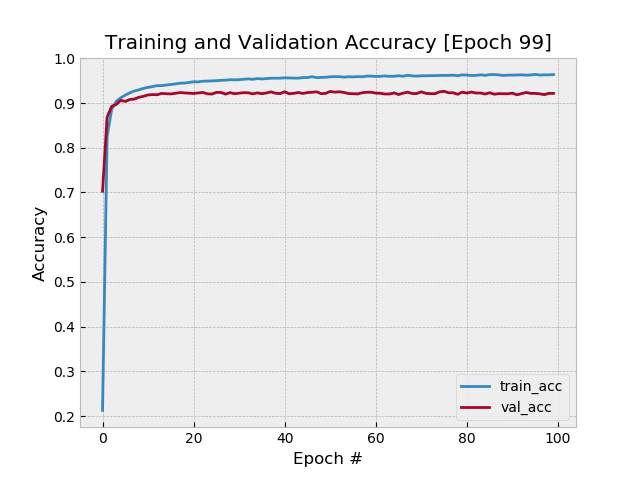 Training and Validation Accuracy [Epoch 99]
1.0
0.9
0.8
0.7
0.6
0.5
0.4
0.3
0.2
Accuracy
0 20 40 60 80 100
Epoch #
train_acc
val_acc